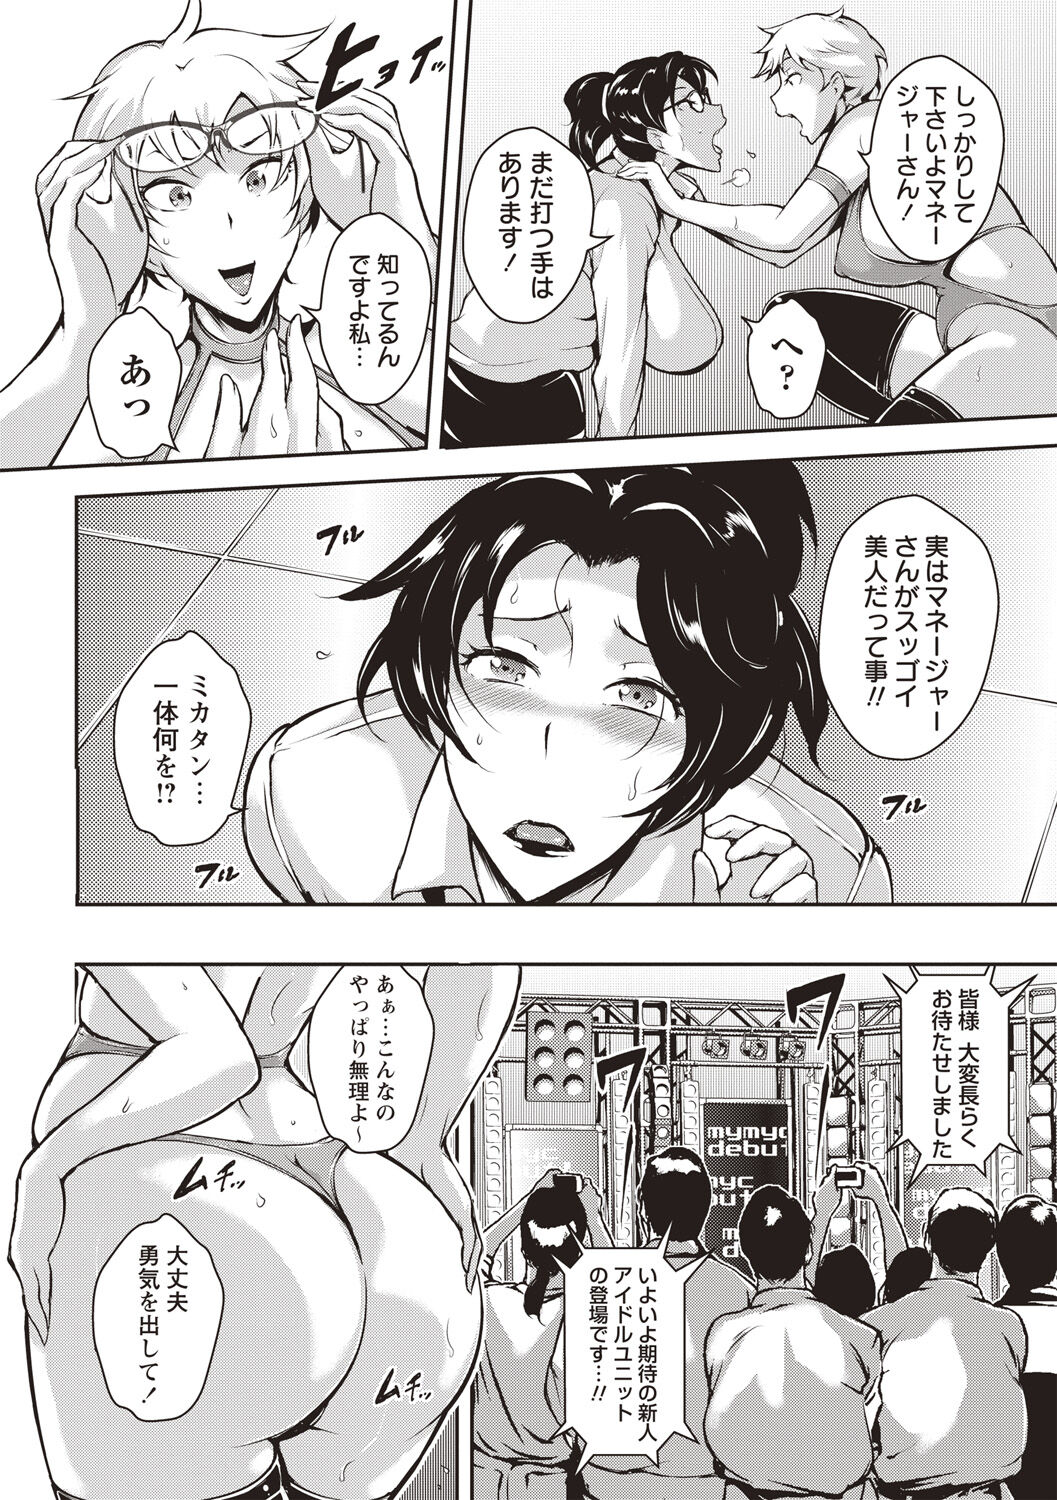 しっかりして
下さいよマネー
ジャーさん！
まだ打つ手は
あります！
へ？
ヒョイッ
知ってるん
ですよ私…
あっ
実はマネージャー
さんがスッゴイ
美人だって事!!
ミカタン…
一体何を!?
プル
プル
プル
皆様 大変長らく
お待たせしました
ワァ
ワァ
mymyc
debut
いよいよ期待の新人
アイドルユニット
の登場です…!!
あぁ…こんなの
やっぱり無理よ～
ムチッ
大丈夫
勇気を出して！
ムチッ